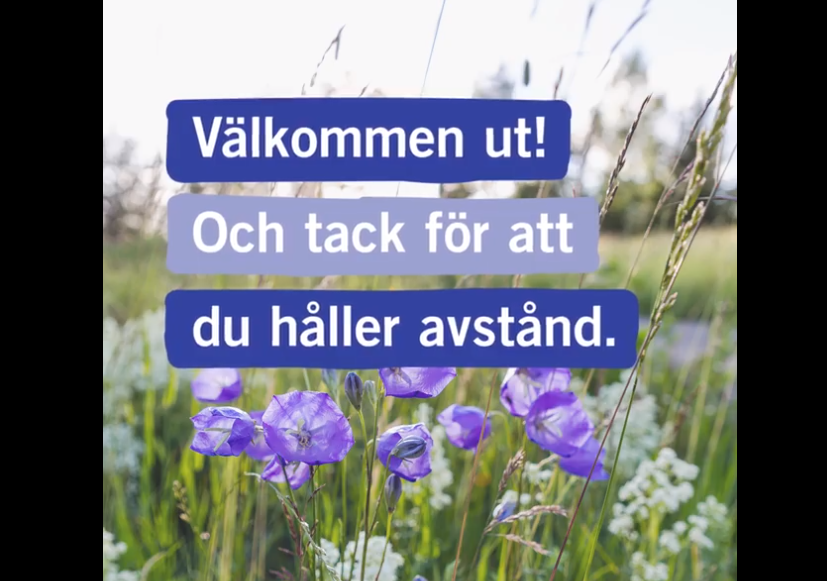 Välkommen ut!
Och tack för att
du håller avstånd.